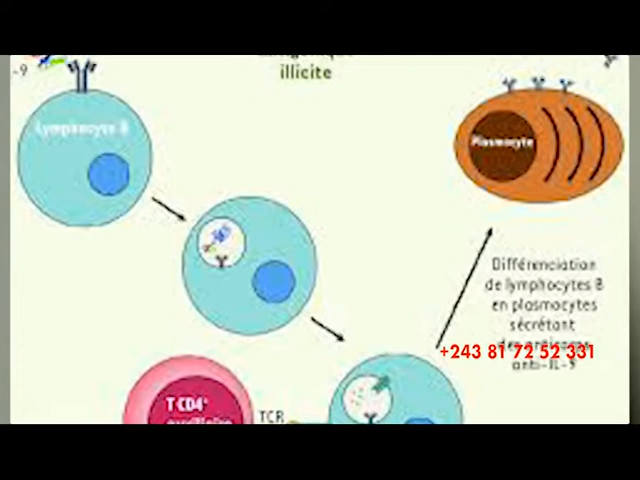 -9
illicite
Lymphocyte B
Plasmocyte
Différenciation
de lymphocytes B
en plasmocytes
sécrétant
+243 81 72 52 331
anti-IL-9
T CD4+
TCR